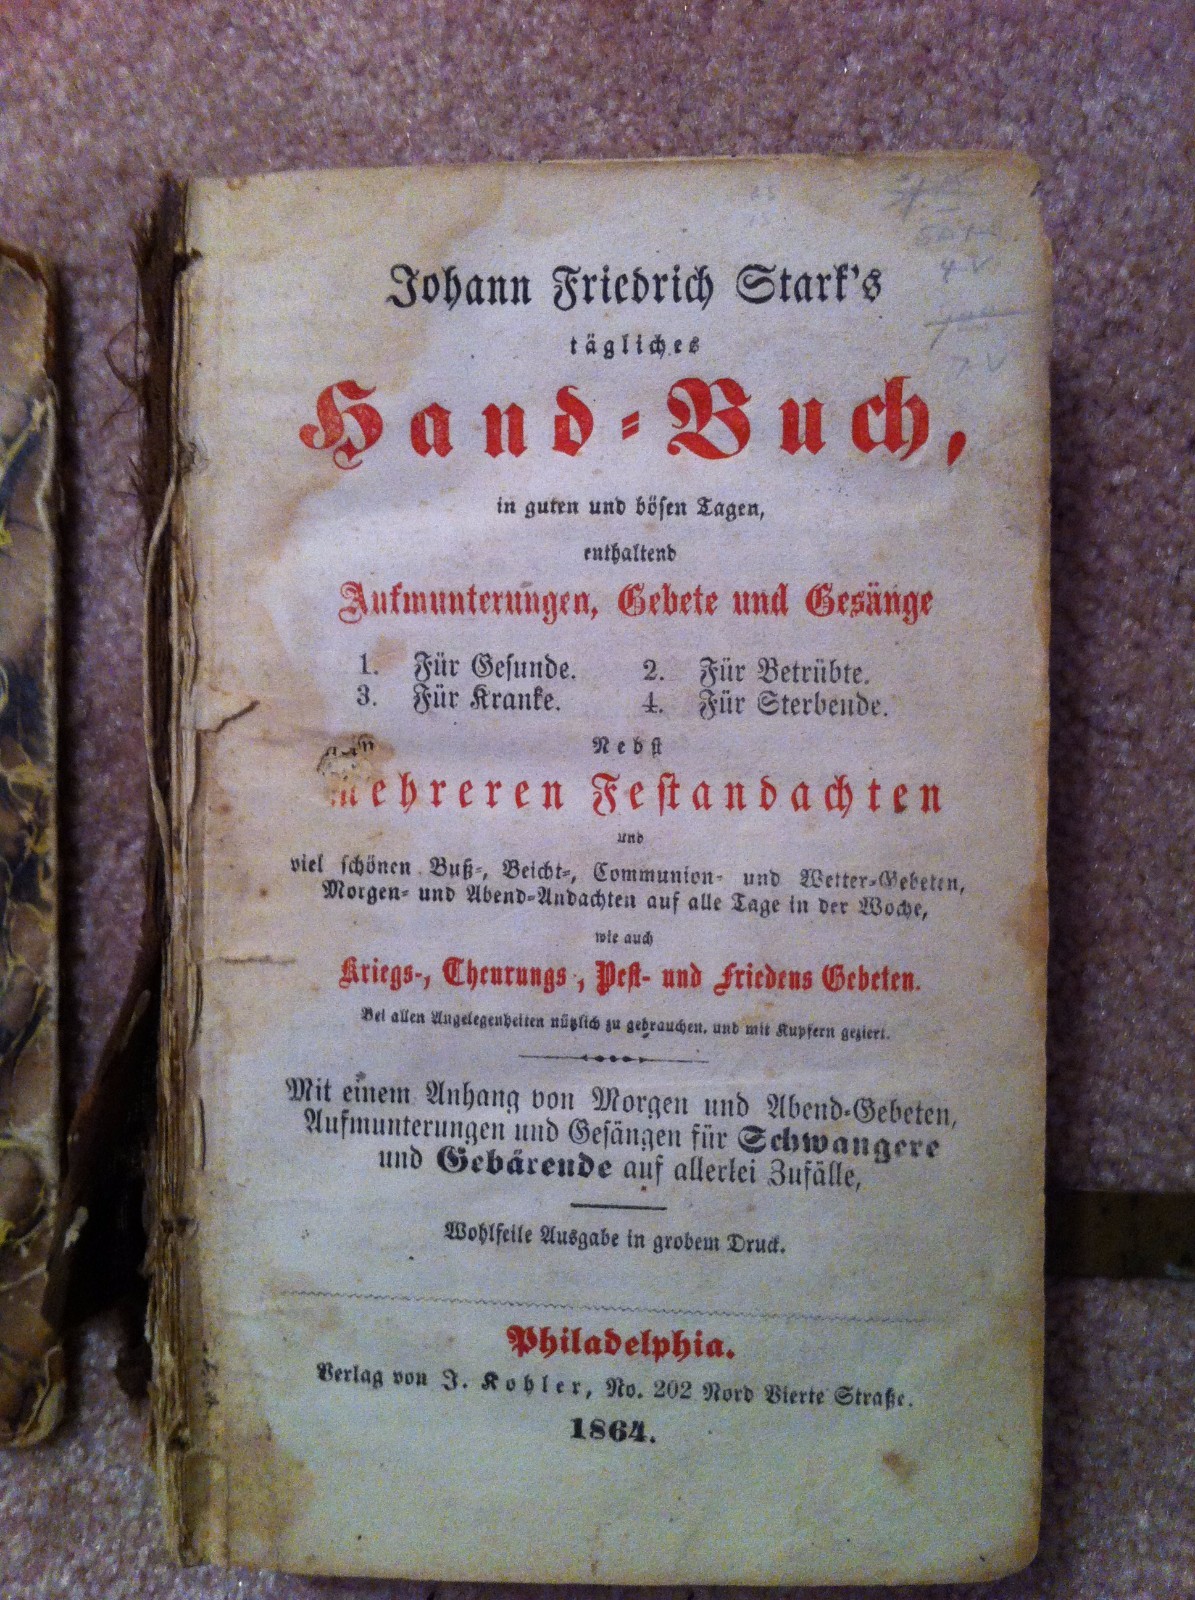 Johann Friedrich Stark's
tägliches
Hand-Buch,
in guten und bösen Tagen,
enthaltend
Aufmunterungen, Gebete und Gesänge
1. Für Gesunde. 2. Für Betrübte.
3. Für Kranke. 4. Für Sterbende.
Nebst
mehreren Festandachten
und
viel schönen Buß-, Beicht-, Communion- und Wetter-Gebeten,
Morgen- und Abend-Andachten auf alle Tage in der Woche,
wie auch
Kriegs-, Theurungs-, Pest- und Friedens Gebeten.
Bei allen Angelegenheiten nützlich zu gebrauchen, und mit Kupfern geziert.
Mit einem Anhang von Morgen und Abend-Gebeten,
Aufmunterungen und Gesängen für Schwangere
und Gebärende auf allerlei Zufälle,
Wohlfeile Ausgabe in grobem Druck.
Philadelphia.
Verlag von J. Kohler, No. 202 Nord Vierte Straße.
1864.